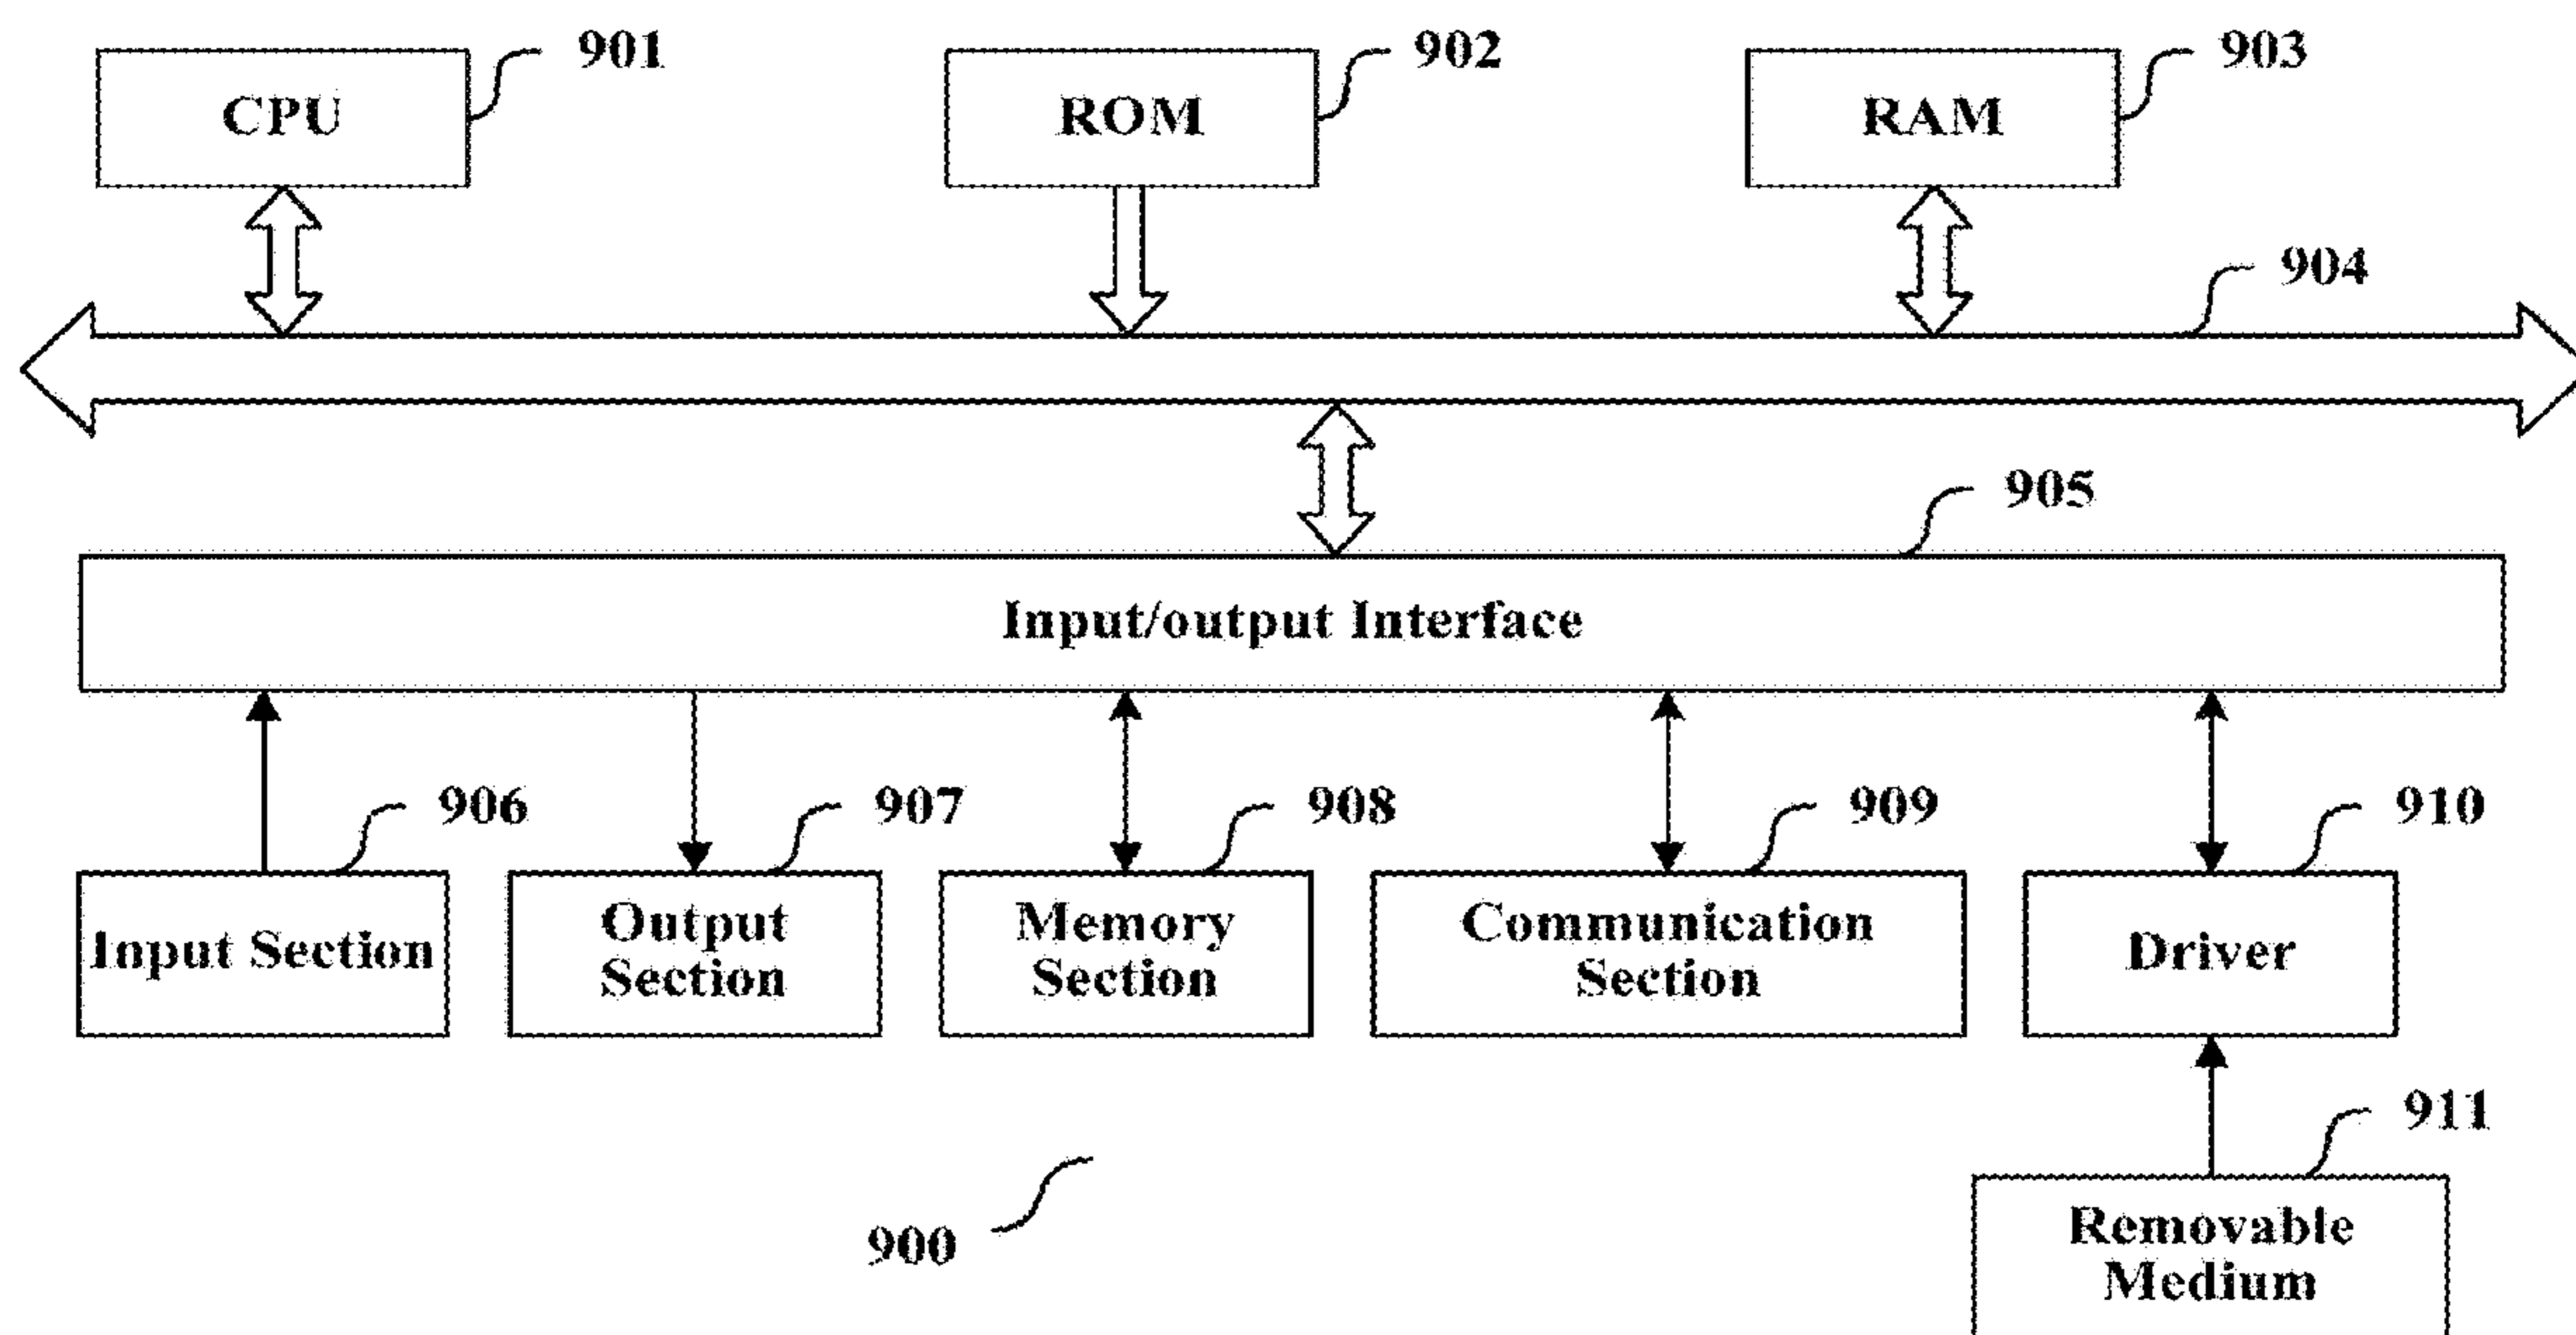 CPU
901
ROM
902
RAM
903
904
905
Input/output Interface
906
907
908
909
910
Input Section
Output
Section
Memory
Section
Communication
Section
Driver
911
900
Removable
Medium